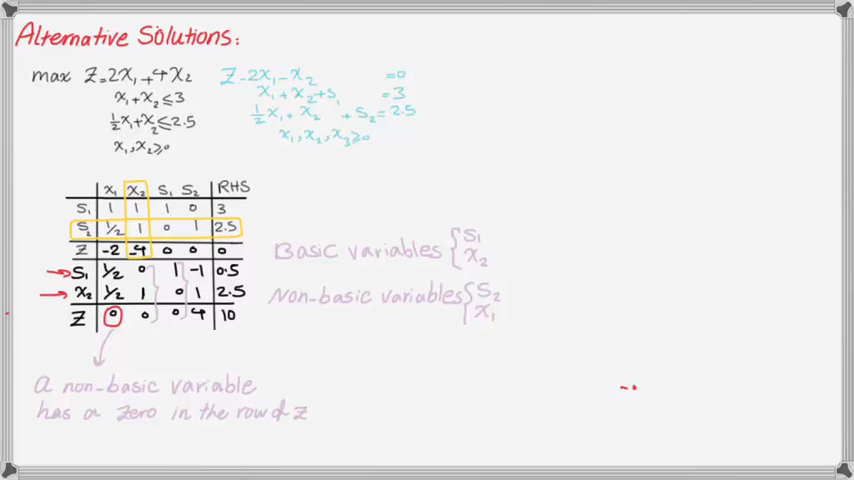 Alternative Solutions:
max Z=2X₁+4X₂
X₁+X₂≤3
½X₁+X₂≤2.5
X₁,X₂≥0
Z-2X₁-X₂ =0
X₁+X₂+S₁ =3
½X₁+X₂ +S₂=2.5
X₁,X₂,X₃≥0
X₁ X₂ S₁ S₂ RHS
S₁ 1 1 1 0 3
S₂ 1/2 1 0 1 2.5
Z -2 -4 0 0 0
S₁ 1/2 0 1 -1 0.5
X₂ 1/2 1 0 1 2.5
Z 0 0 0 4 10
Basic variables { S₁
X₂
Non-basic variables { S₂
X₁
A non-basic variable
has a zero in the row of Z